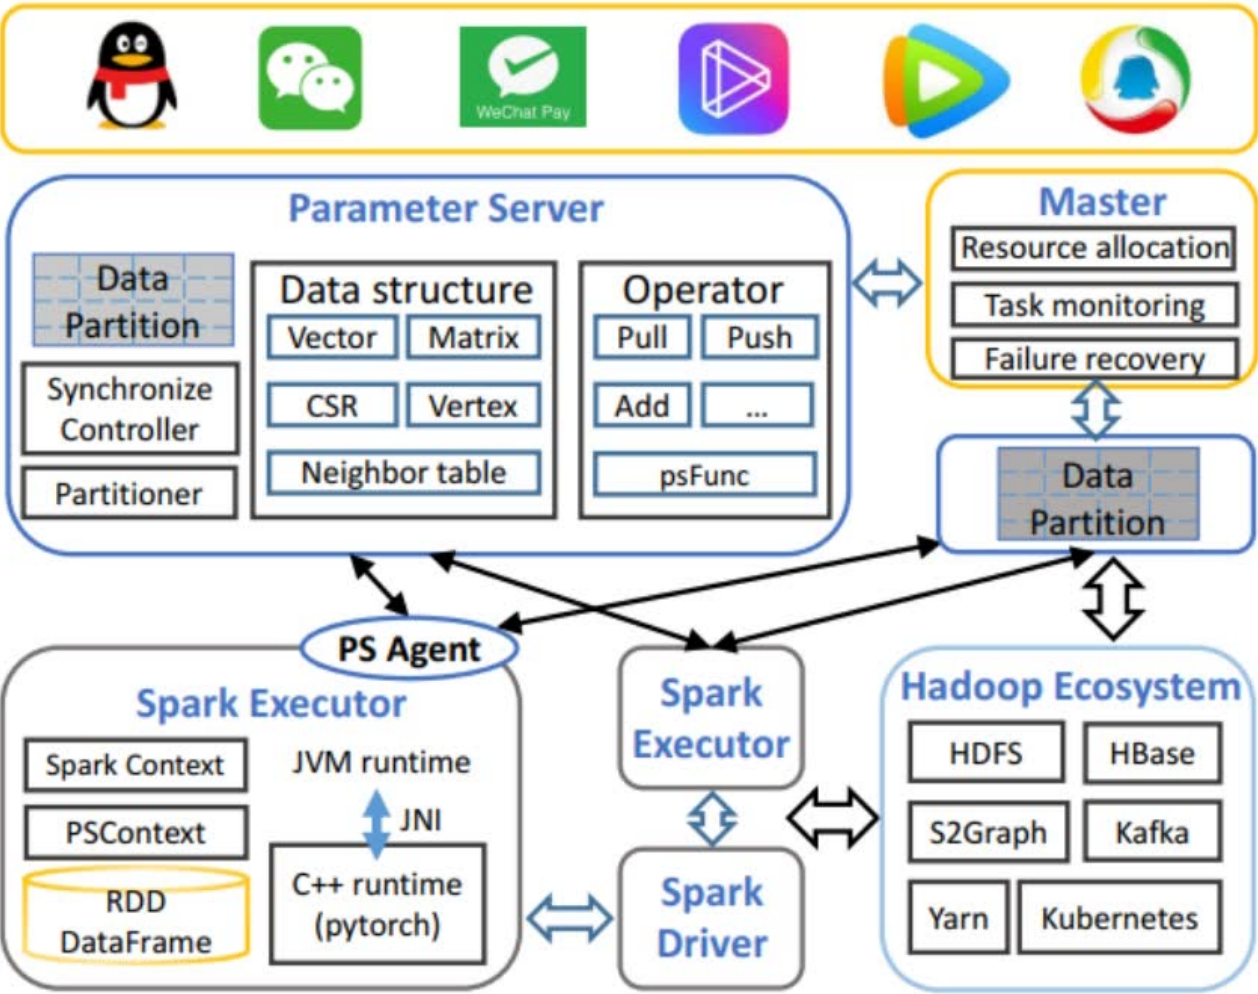 WeChat Pay
Parameter Server
Data
Partition
Synchronize
Controller
Partitioner
Data structure
Vector
Matrix
CSR
Vertex
Neighbor table
Operator
Pull
Push
Add
...
psFunc
Master
Resource allocation
Task monitoring
Failure recovery
Data
Partition
PS Agent
Spark Executor
Spark Context
PSContext
RDD
DataFrame
JVM runtime
JNI
C++ runtime
(pytorch)
Spark
Executor
Spark
Driver
Hadoop Ecosystem
HDFS
HBase
S2Graph
Kafka
Yarn
Kubernetes